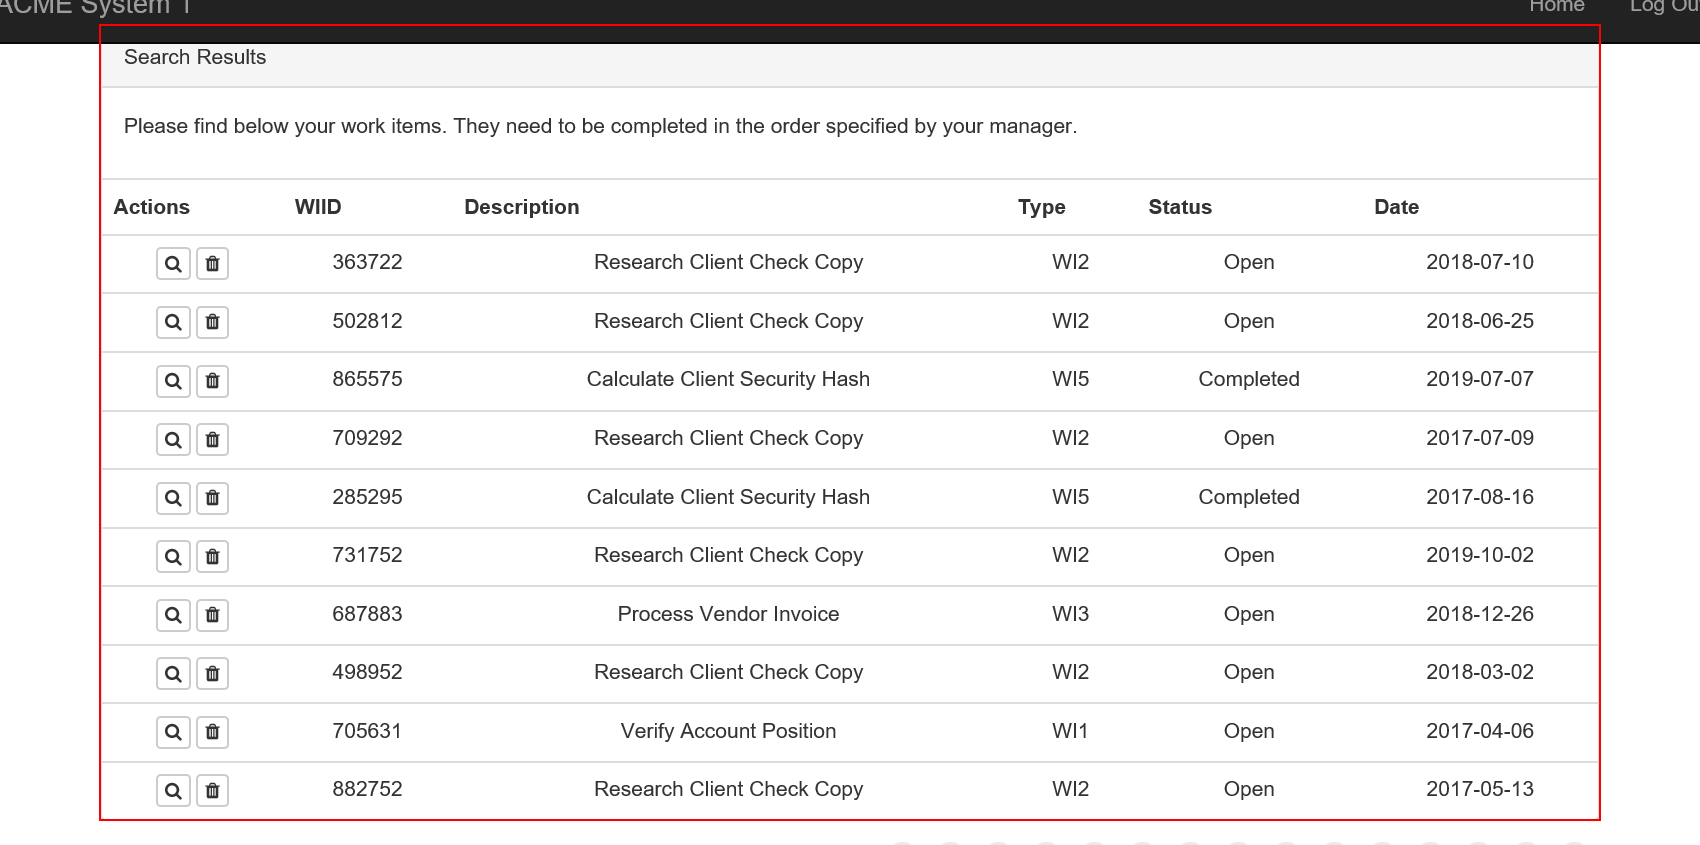 ACME System 1 Home Log Out
Search Results
Please find below your work items. They need to be completed in the order specified by your manager.
Actions WIID Description Type Status Date
363722 Research Client Check Copy WI2 Open 2018-07-10
502812 Research Client Check Copy WI2 Open 2018-06-25
865575 Calculate Client Security Hash WI5 Completed 2019-07-07
709292 Research Client Check Copy WI2 Open 2017-07-09
285295 Calculate Client Security Hash WI5 Completed 2017-08-16
731752 Research Client Check Copy WI2 Open 2019-10-02
687883 Process Vendor Invoice WI3 Open 2018-12-26
498952 Research Client Check Copy WI2 Open 2018-03-02
705631 Verify Account Position WI1 Open 2017-04-06
882752 Research Client Check Copy WI2 Open 2017-05-13